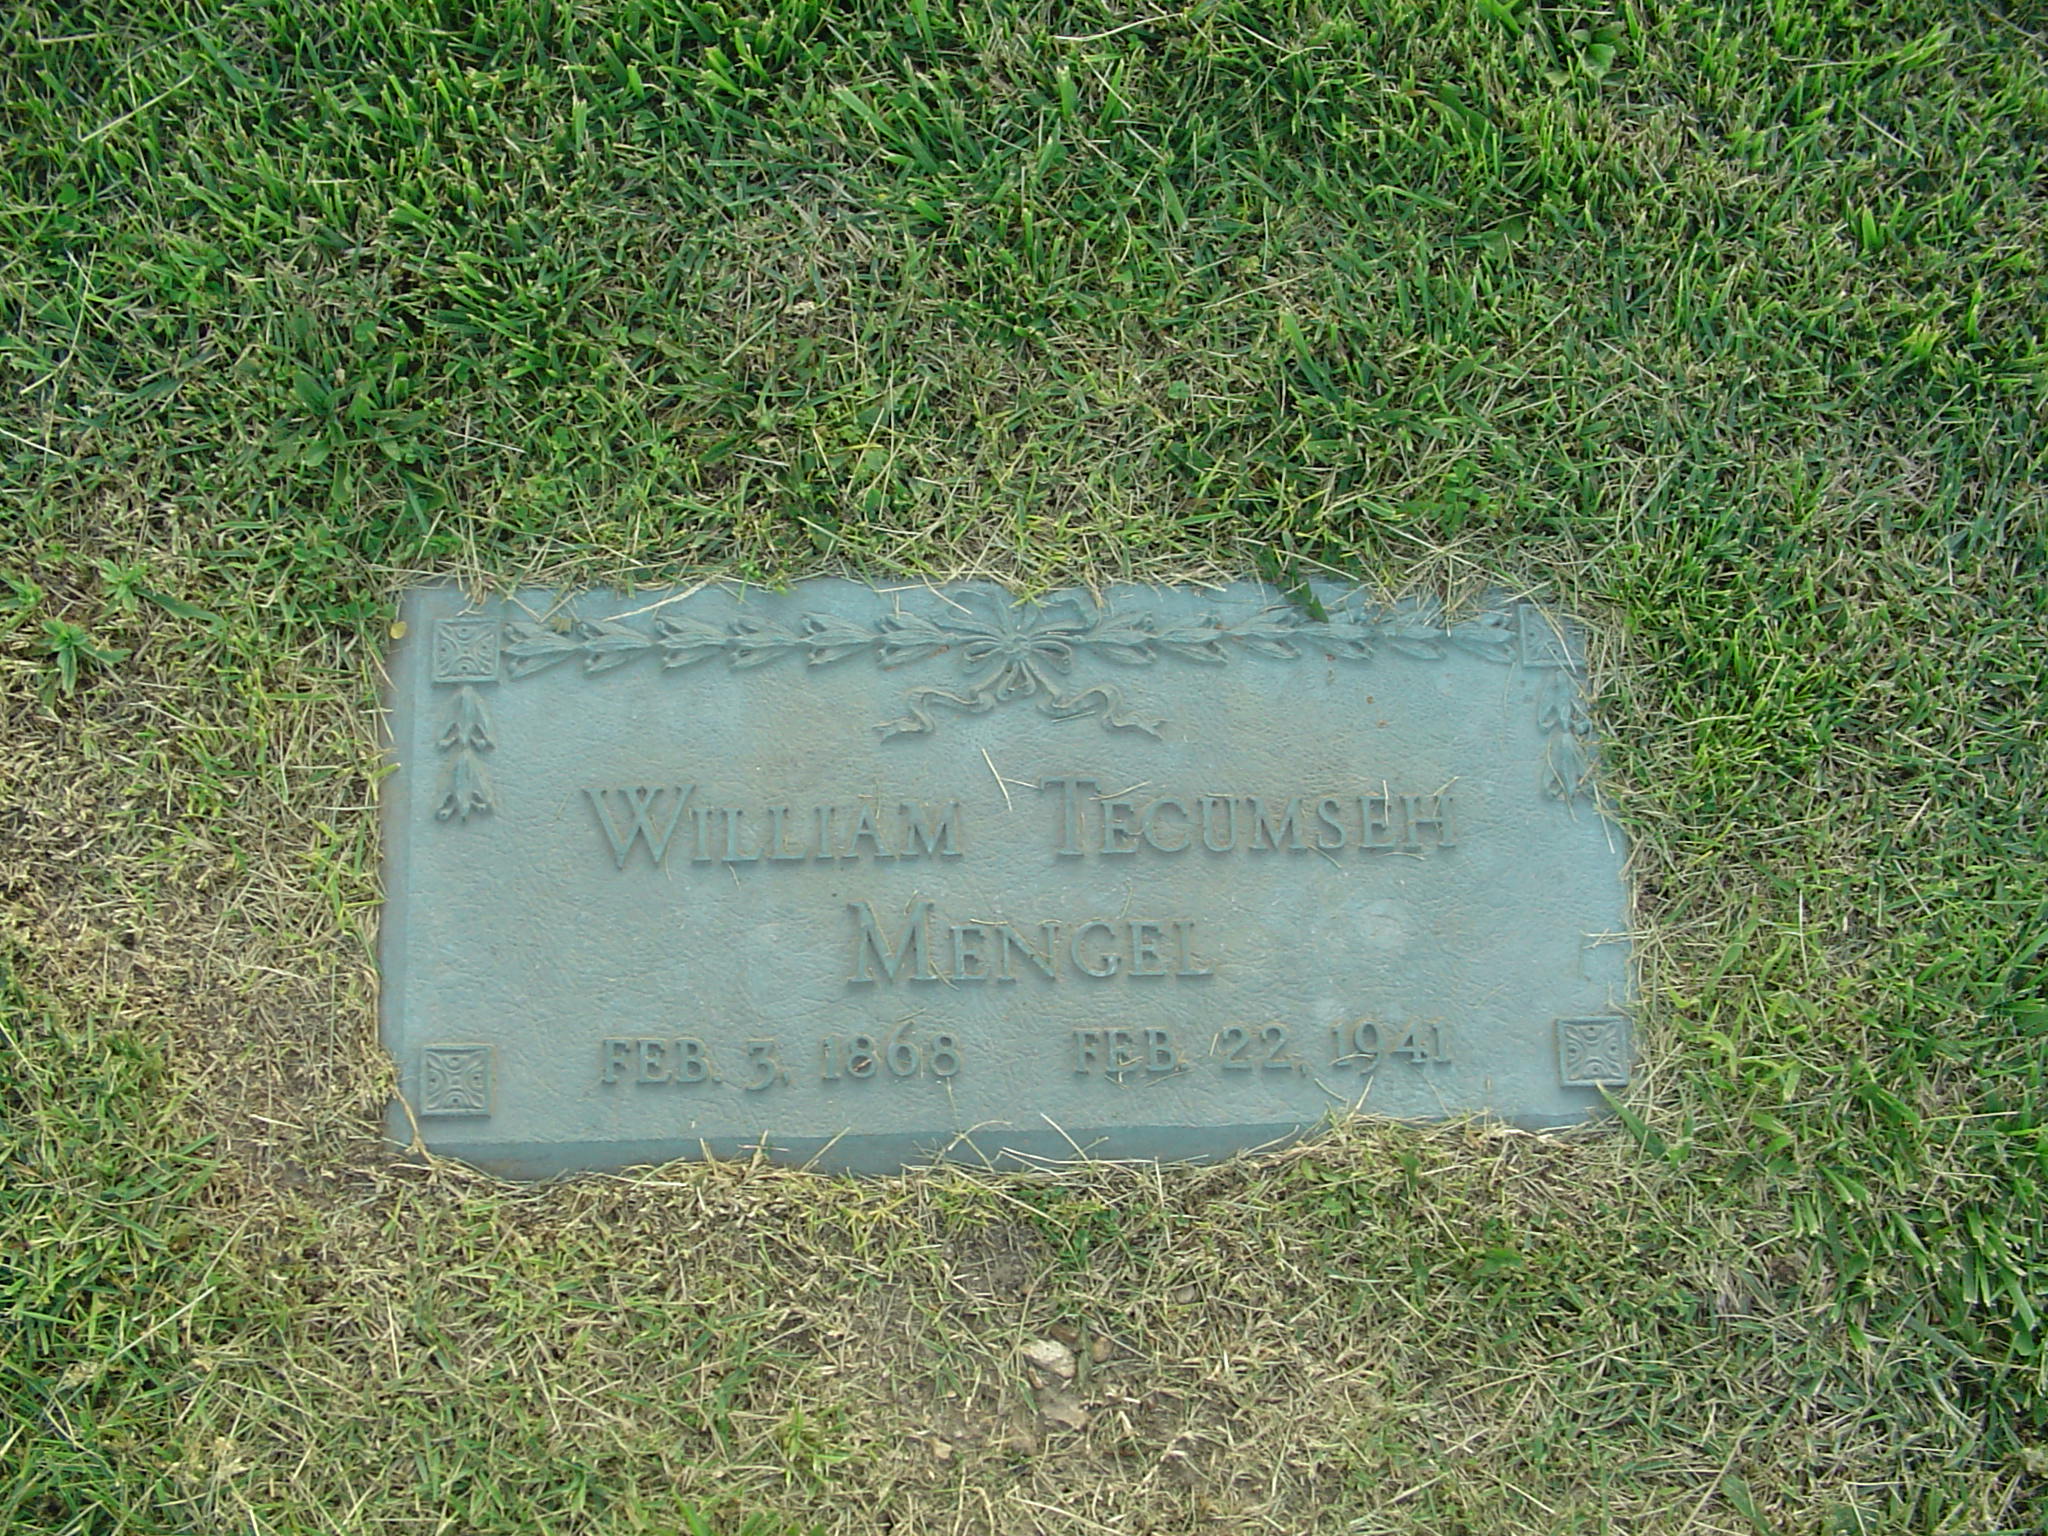 William Tecumseh
Mengel
Feb. 3, 1868 Feb. 22, 1941